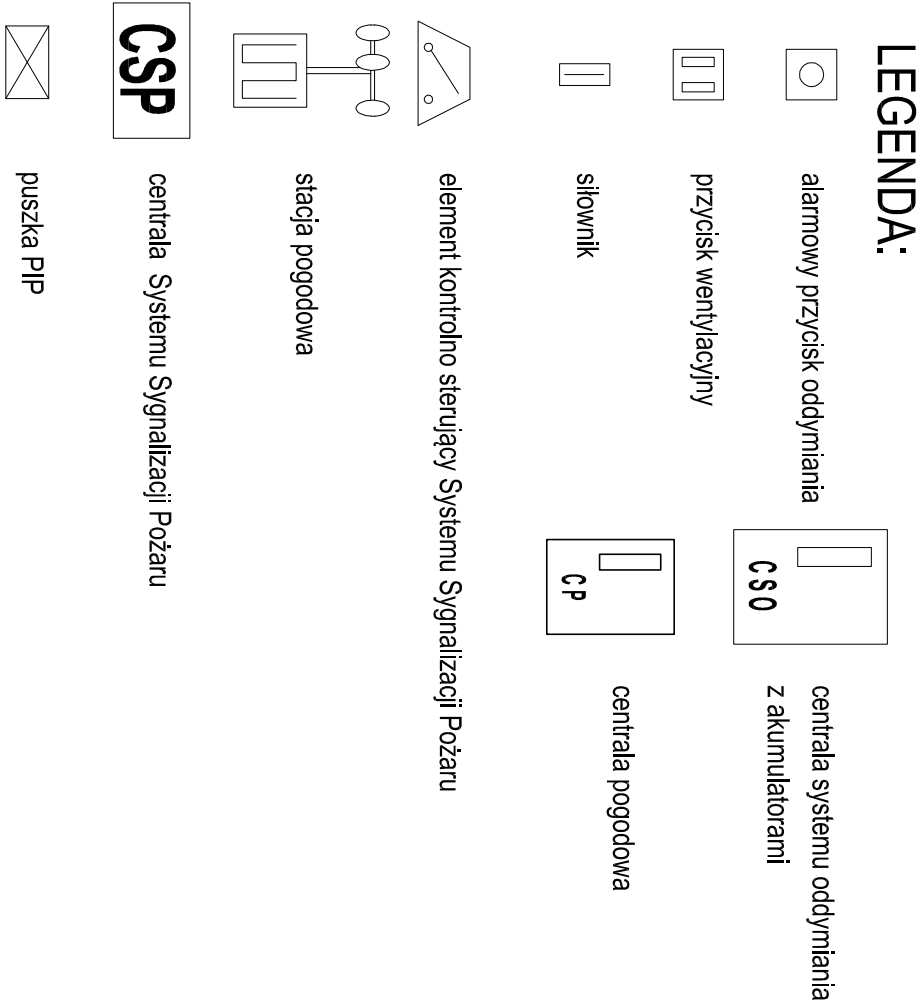 LEGENDA:
alarmowy przycisk oddymiania
przycisk wentylacyjny
siłownik
element kontrolno sterujący Systemu Sygnalizacji Pożaru
stacja pogodowa
CSP
centrala Systemu Sygnalizacji Pożaru
puszka PIP
CSO
centrala systemu oddymiania
z akumulatorami
CP
centrala pogodowa